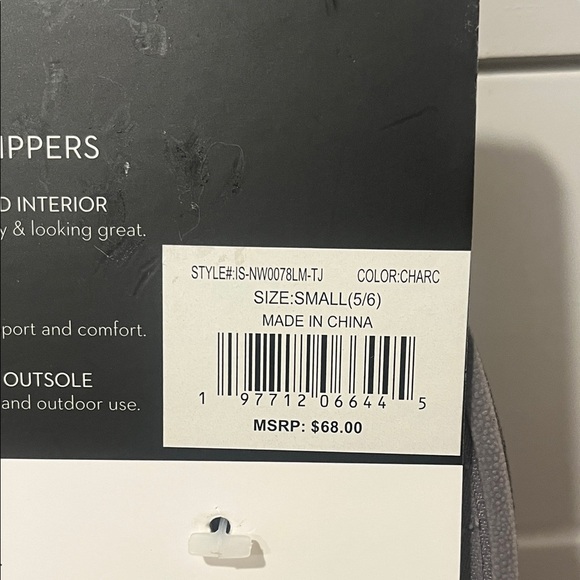 IPPERS
D INTERIOR
y & looking great.
port and comfort.
OUTSOLE
and outdoor use.
STYLE#:IS-NW0078LM-TJ COLOR:CHARC
SIZE:SMALL(5/6)
MADE IN CHINA
1 97712 06644 5
MSRP: $68.00